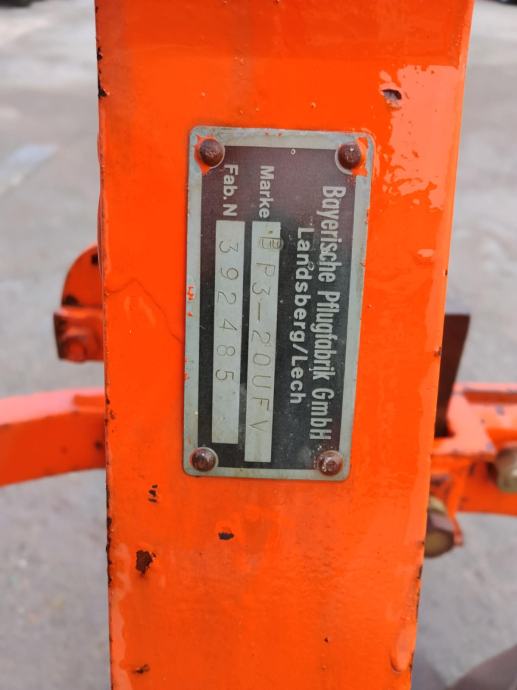 Bayerische Pflugfabrik GmbH
Landsberg/Lech
Marke BP3-20UFV
Fab.N 392485